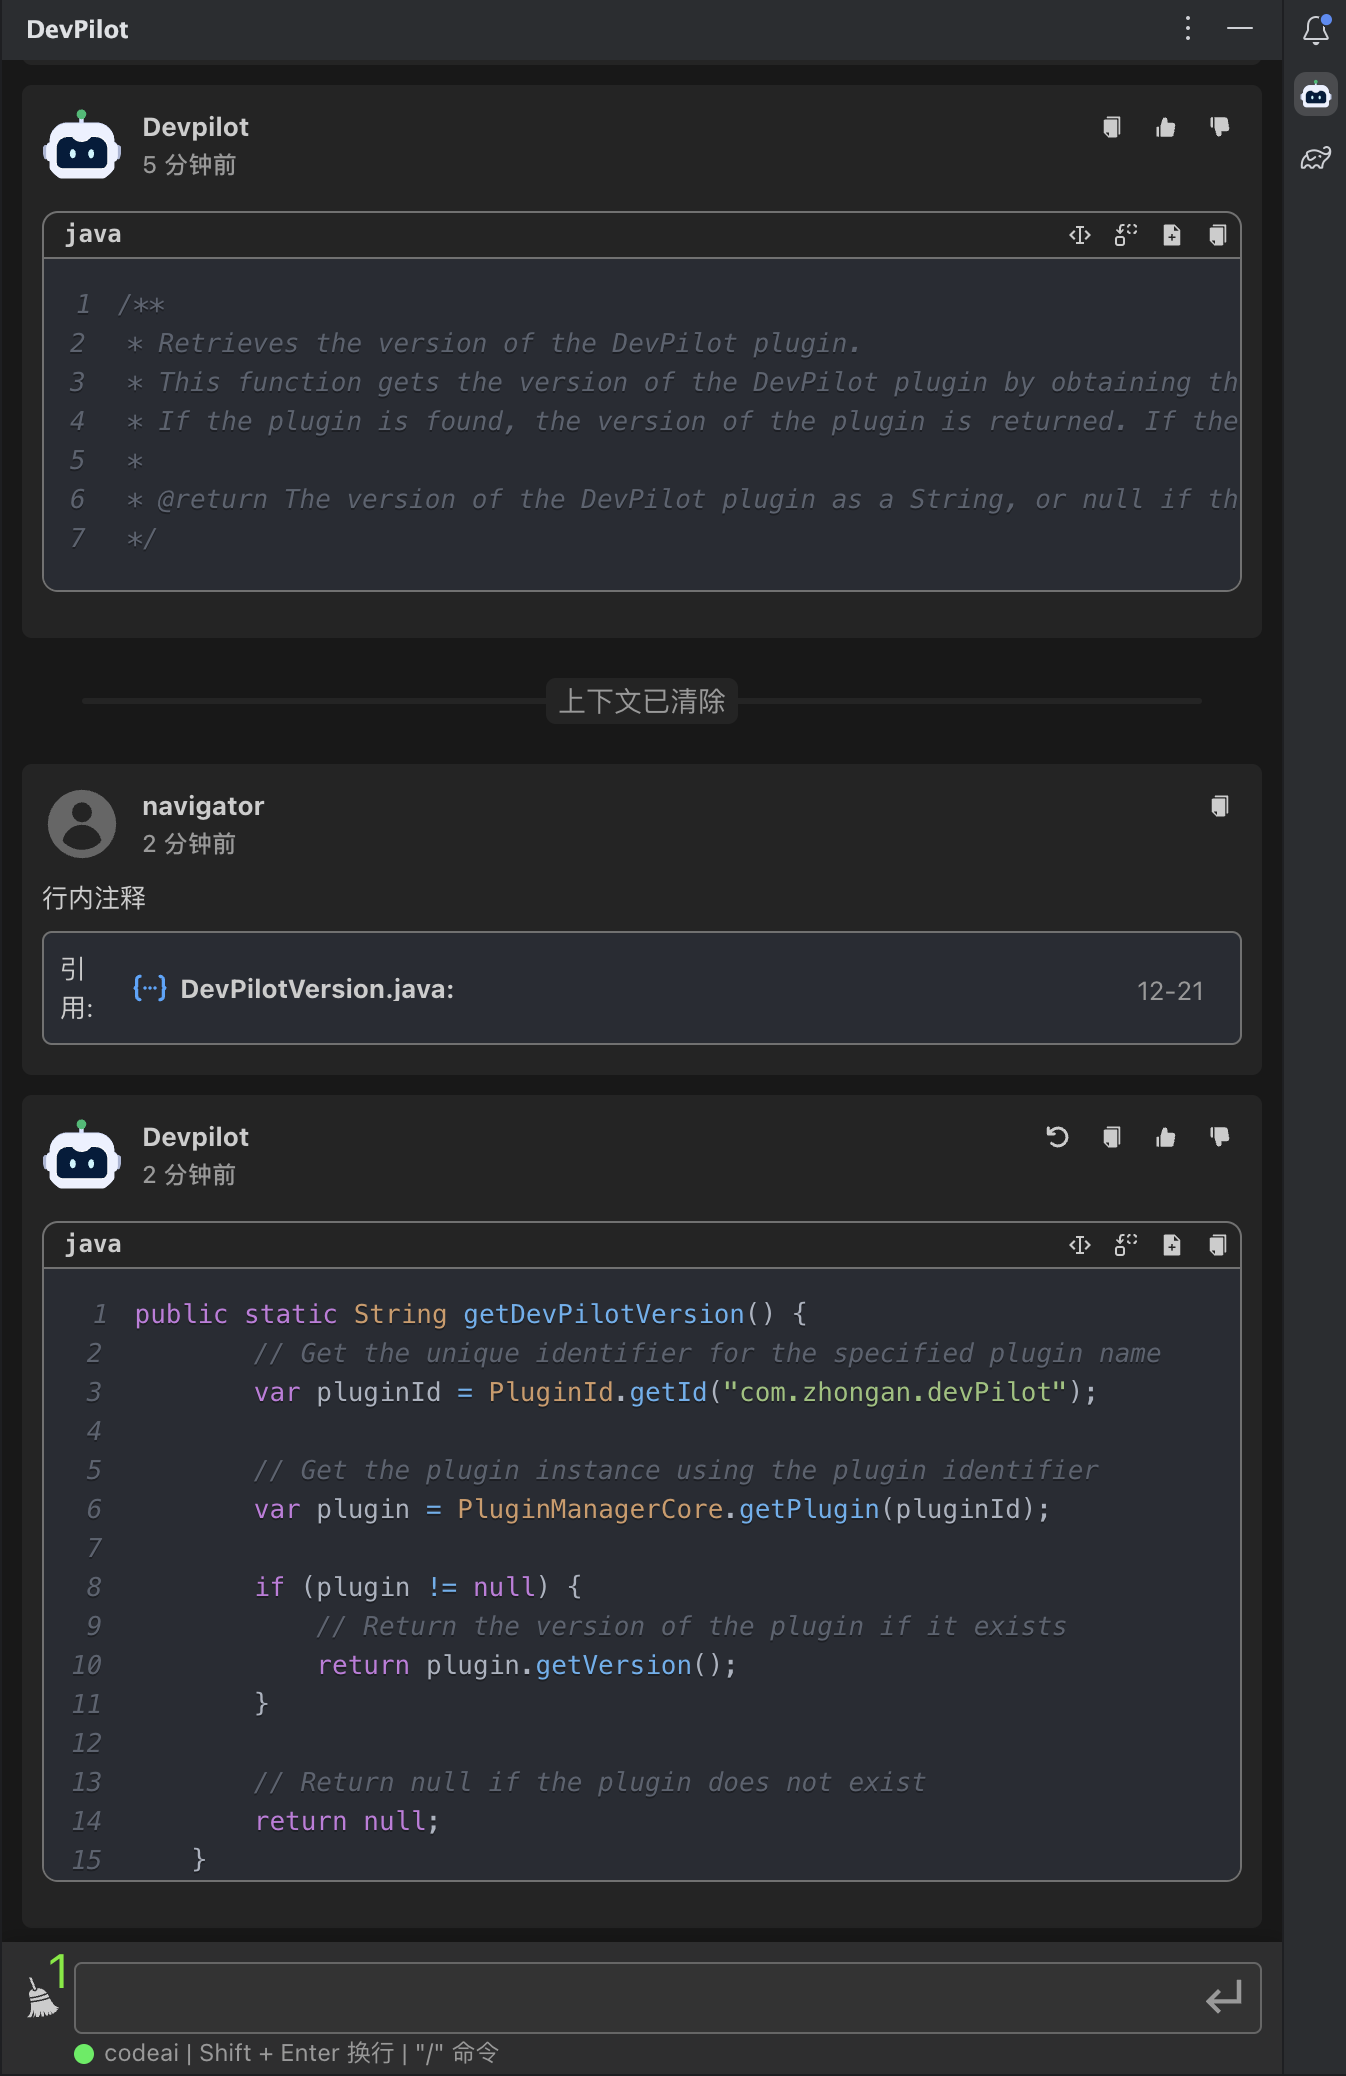 DevPilot
Devpilot
5 分钟前
java
1 /**
2  * Retrieves the version of the DevPilot plugin.
3  * This function gets the version of the DevPilot plugin by obtaining th
4  * If the plugin is found, the version of the plugin is returned. If the
5  *
6  * @return The version of the DevPilot plugin as a String, or null if th
7  */
上下文已清除
navigator
2 分钟前
行内注释
引用:
DevPilotVersion.java:
12-21
Devpilot
2 分钟前
java
1 public static String getDevPilotVersion() {
2         // Get the unique identifier for the specified plugin name
3         var pluginId = PluginId.getId("com.zhongan.devPilot");
4
5         // Get the plugin instance using the plugin identifier
6         var plugin = PluginManagerCore.getPlugin(pluginId);
7
8         if (plugin != null) {
9             // Return the version of the plugin if it exists
10             return plugin.getVersion();
11         }
12
13         // Return null if the plugin does not exist
14         return null;
15     }
1
codeai | Shift + Enter 换行 | "/" 命令